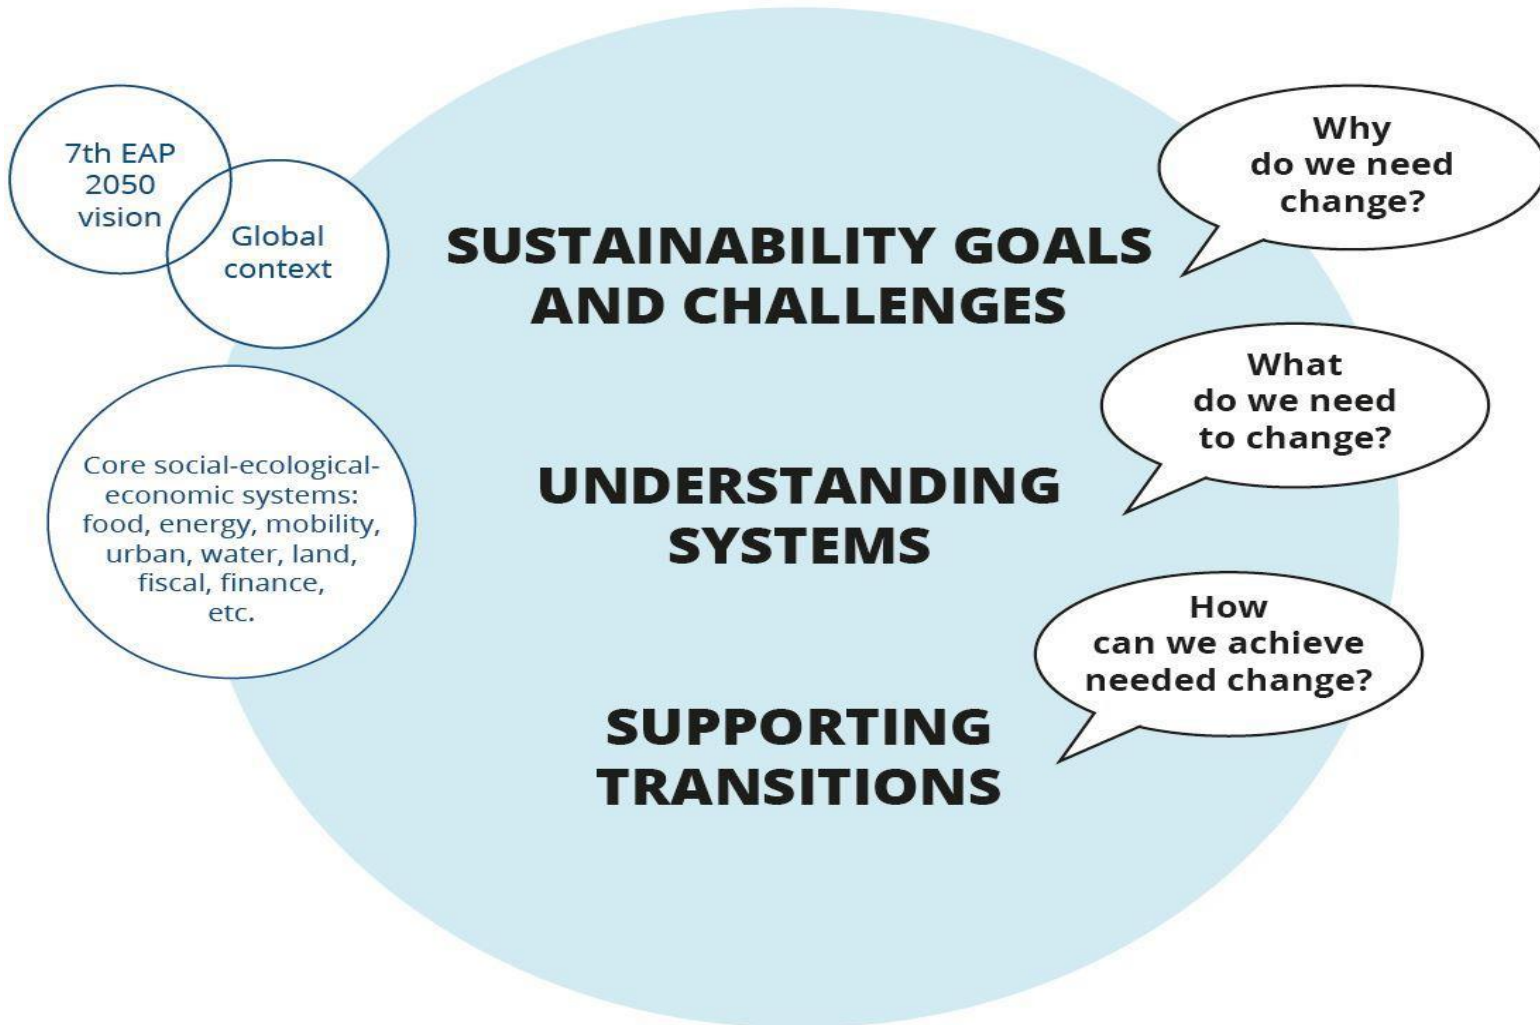 7th EAP
2050
vision
Global
context
SUSTAINABILITY GOALS
AND CHALLENGES
Why
do we need
change?
Core social-ecological-
economic systems:
food, energy, mobility,
urban, water, land,
fiscal, finance,
etc.
UNDERSTANDING
SYSTEMS
What
do we need
to change?
SUPPORTING
TRANSITIONS
How
can we achieve
needed change?